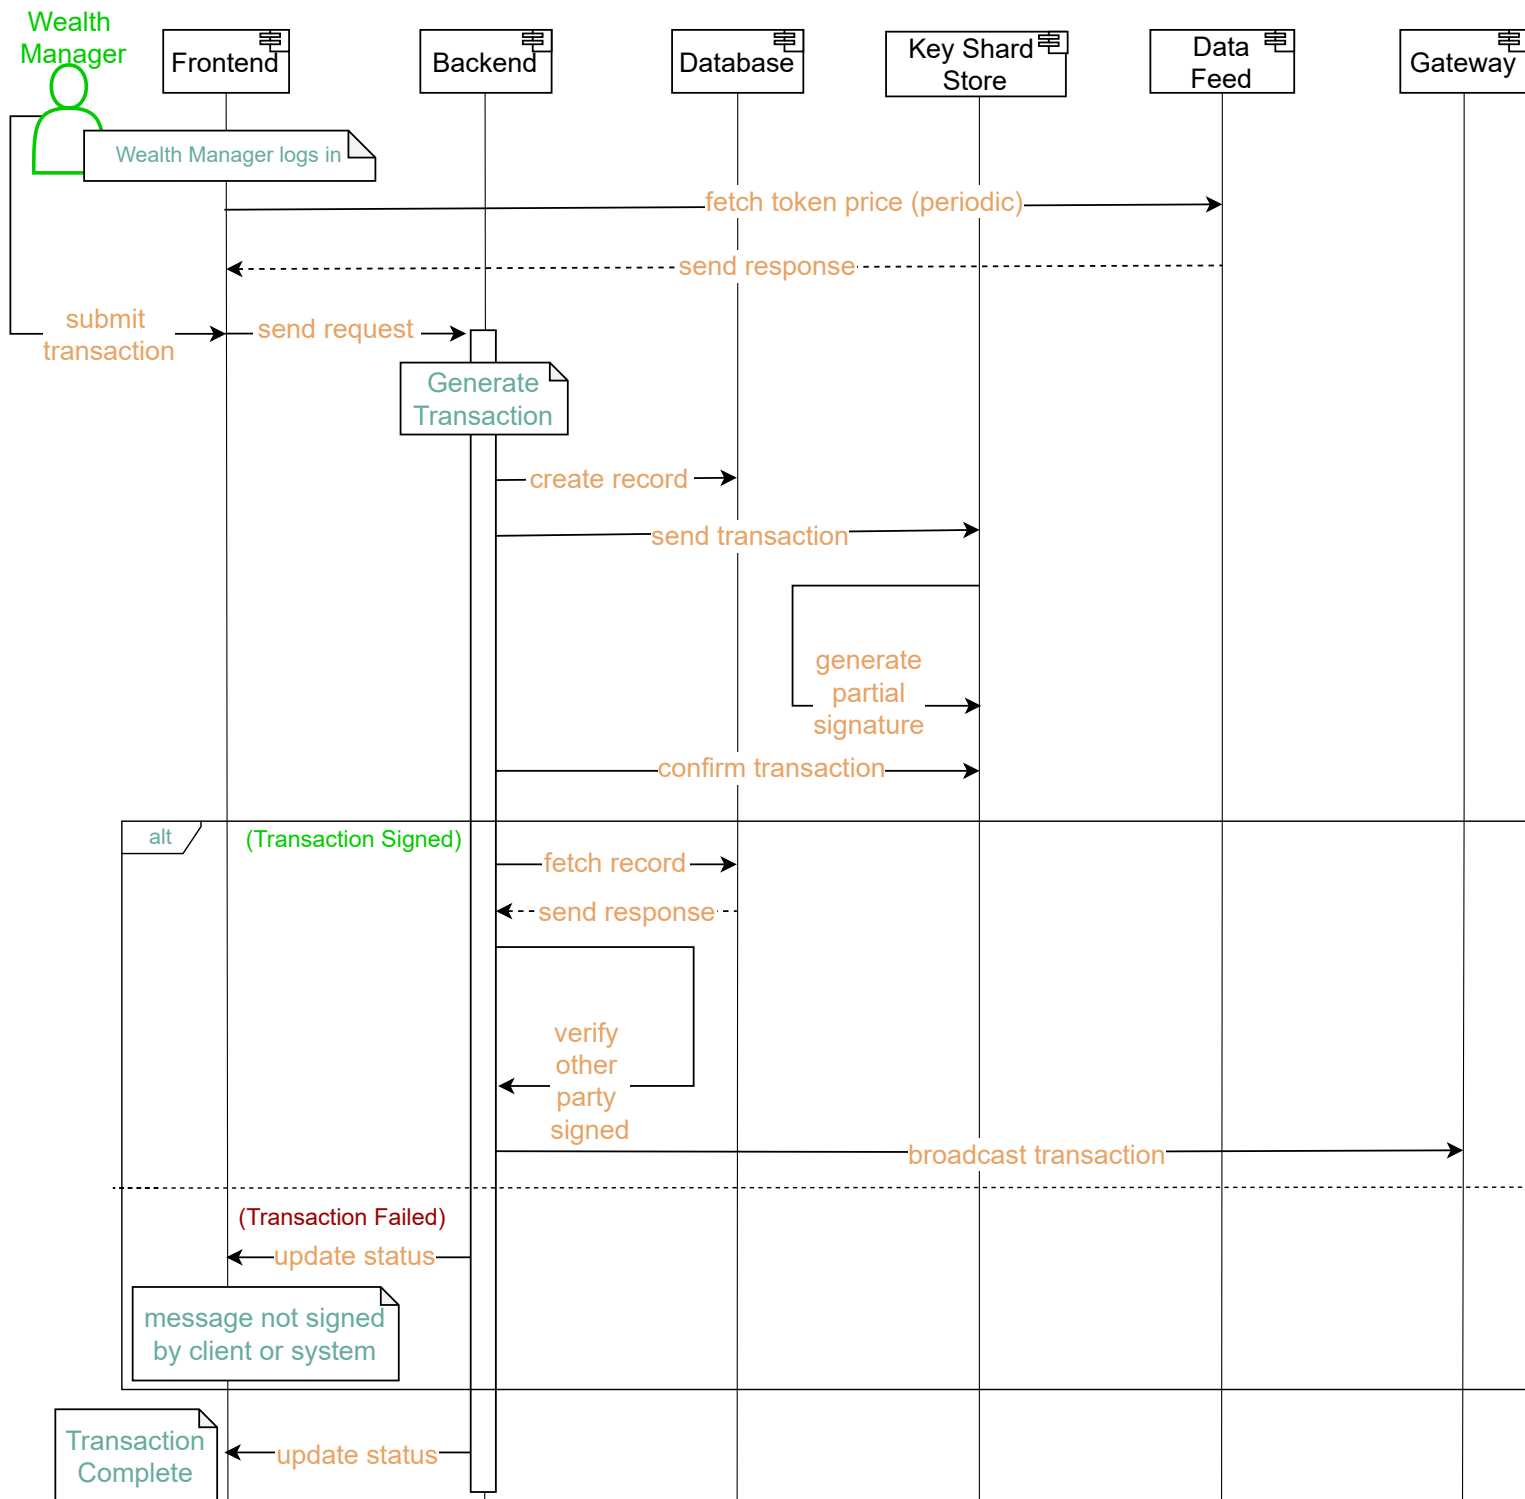 Wealth
Manager
Frontend
Backend
Database
Key Shard
Store
Data
Feed
Gateway
Wealth Manager logs in
fetch token price (periodic)
send response
submit
transaction
send request
Generate
Transaction
create record
send transaction
generate
partial
signature
confirm transaction
alt
(Transaction Signed)
fetch record
send response
verify
other
party
signed
broadcast transaction
(Transaction Failed)
update status
message not signed
by client or system
Transaction
Complete
update status